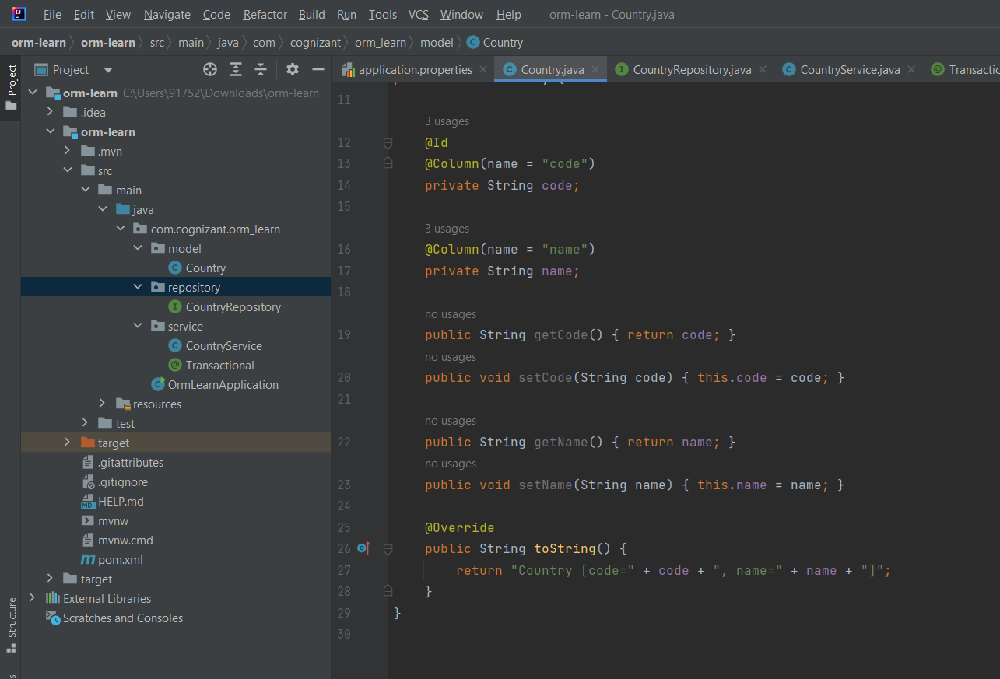 File Edit View Navigate Code Refactor Build Run Tools VCS Window Help orm-learn - Country.java
orm-learn orm-learn src main java com cognizant orm_learn model Country
Project
Project
orm-learn C:\Users\91752\Downloads\orm-learn
.idea
orm-learn
.mvn
src
main
java
com.cognizant.orm_learn
model
Country
repository
CountryRepository
service
CountryService
Transactional
OrmLearnApplication
resources
test
target
.gitattributes
.gitignore
HELP.md
mvnw
mvnw.cmd
pom.xml
target
External Libraries
Scratches and Consoles
Structure
application.properties Country.java CountryRepository.java CountryService.java Transactio
11
3 usages
12 @Id
13 @Column(name = "code")
14 private String code;
15
3 usages
16 @Column(name = "name")
17 private String name;
18
no usages
19 public String getCode() { return code; }
no usages
20 public void setCode(String code) { this.code = code; }
21
no usages
22 public String getName() { return name; }
no usages
23 public void setName(String name) { this.name = name; }
24
25 @Override
26 public String toString() {
27 return "Country [code=" + code + ", name=" + name + "]";
28 }
29 }
30